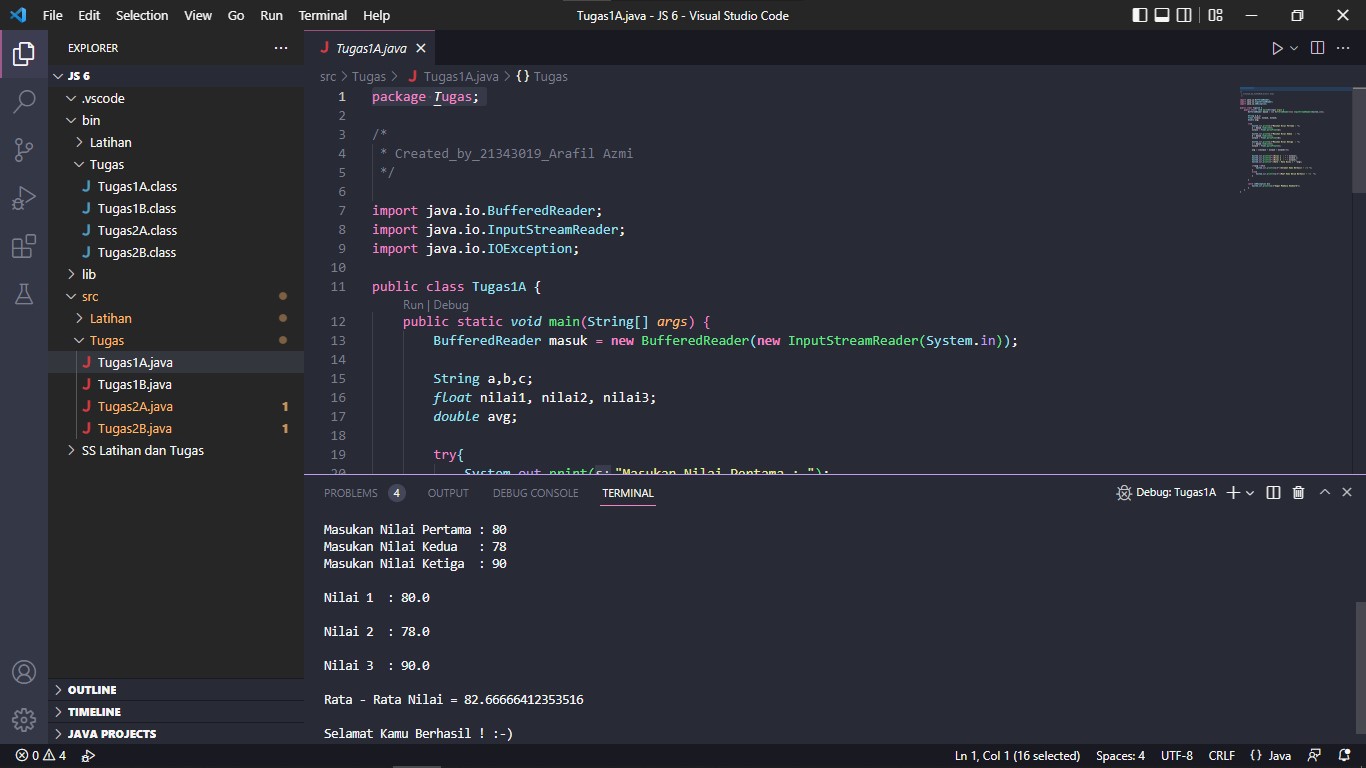 File Edit Selection View Go Run Terminal Help
Tugas1A.java - JS 6 - Visual Studio Code
EXPLORER
JS 6
.vscode
bin
Latihan
Tugas
Tugas1A.class
Tugas1B.class
Tugas2A.class
Tugas2B.class
lib
src
Latihan
Tugas
Tugas1A.java
Tugas1B.java
Tugas2A.java 1
Tugas2B.java 1
SS Latihan dan Tugas
OUTLINE
TIMELINE
JAVA PROJECTS
J Tugas1A.java
src > Tugas > J Tugas1A.java > {} Tugas
1 package Tugas;
2
3 /*
4 * Created_by_21343019_Arafil Azmi
5 */
6
7 import java.io.BufferedReader;
8 import java.io.InputStreamReader;
9 import java.io.IOException;
10
11 public class Tugas1A {
Run | Debug
12 public static void main(String[] args) {
13 BufferedReader masuk = new BufferedReader(new InputStreamReader(System.in));
14
15 String a,b,c;
16 float nilai1, nilai2, nilai3;
17 double avg;
18
19 try{
20 System.out.print(s:"Masukan Nilai Pertama : ");
PROBLEMS 4 OUTPUT DEBUG CONSOLE TERMINAL
Debug: Tugas1A
Masukan Nilai Pertama : 80
Masukan Nilai Kedua : 78
Masukan Nilai Ketiga : 90
Nilai 1 : 80.0
Nilai 2 : 78.0
Nilai 3 : 90.0
Rata - Rata Nilai = 82.66666412353516
Selamat Kamu Berhasil ! :-)
0 4
Ln 1, Col 1 (16 selected) Spaces: 4 UTF-8 CRLF {} Java